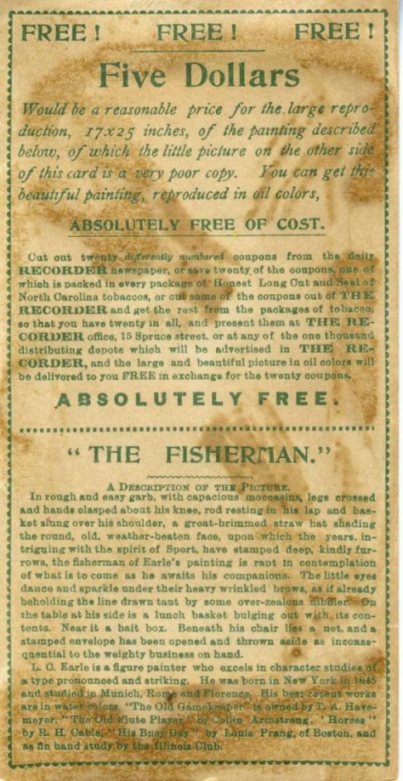 FREE! FREE! FREE!
Five Dollars
Would be a reasonable price for the large repro-
duction, 17x25 inches, of the painting described
below, of which the little picture on the other side
of this card is a very poor copy. You can get this
beautiful painting, reproduced in oil colors,
ABSOLUTELY FREE OF COST.
Cut out twenty differently numbered coupons from the daily
RECORDER newspaper, or save twenty of the coupons, one of
which is packed in every package of Honest Long Cut and Seal of
North Carolina tobaccos, or cut some of the coupons out of THE
RECORDER and get the rest from the packages of tobacco,
so that you have twenty in all, and present them at THE RE-
CORDER office, 15 Spruce street, or at any of the one thousand
distributing depots which will be advertised in THE RE-
CORDER, and the large and beautiful picture in oil colors will
be delivered to you FREE in exchange for the twenty coupons,
ABSOLUTELY FREE.
"THE FISHERMAN."
A DESCRIPTION OF THE PICTURE.
In rough and easy garb, with capacious moccasins, legs crossed
and hands clasped about his knee, rod resting in his lap and bas-
ket slung over his shoulder, a great-brimmed straw hat shading
the round, old, weather-beaten face, upon which the years, in-
triguing with the spirit of Sport, have stamped deep, kindly fur-
rows, the fisherman of Earle's painting is rapt in contemplation
of what is to come as he awaits his companions. The little eyes
dance and sparkle under their heavy wrinkled brows, as if already
beholding the line drawn taut by some over-zealous nibbler. On
the table at his side is a lunch basket bulging out with its con-
tents. Near it a bait box. Beneath his chair lies a net, and a
stamped envelope has been opened and thrown aside as inconse-
quential to the weighty business on hand.
L. C. Earle is a figure painter who excels in character studies of
a type pronounced and striking. He was born in New York in 1845
and studied in Munich, Rome and Florence. His best recent works
are in water colors. "The Old Gamekeeper" is owned by T. A. Have-
meyer, "The Old Flute Player" by Collin Armstrong, "Horses"
by R. H. Cable, "His Busy Day" by Louis Prang, of Boston, and
as fin hand study by the Illinois Club.